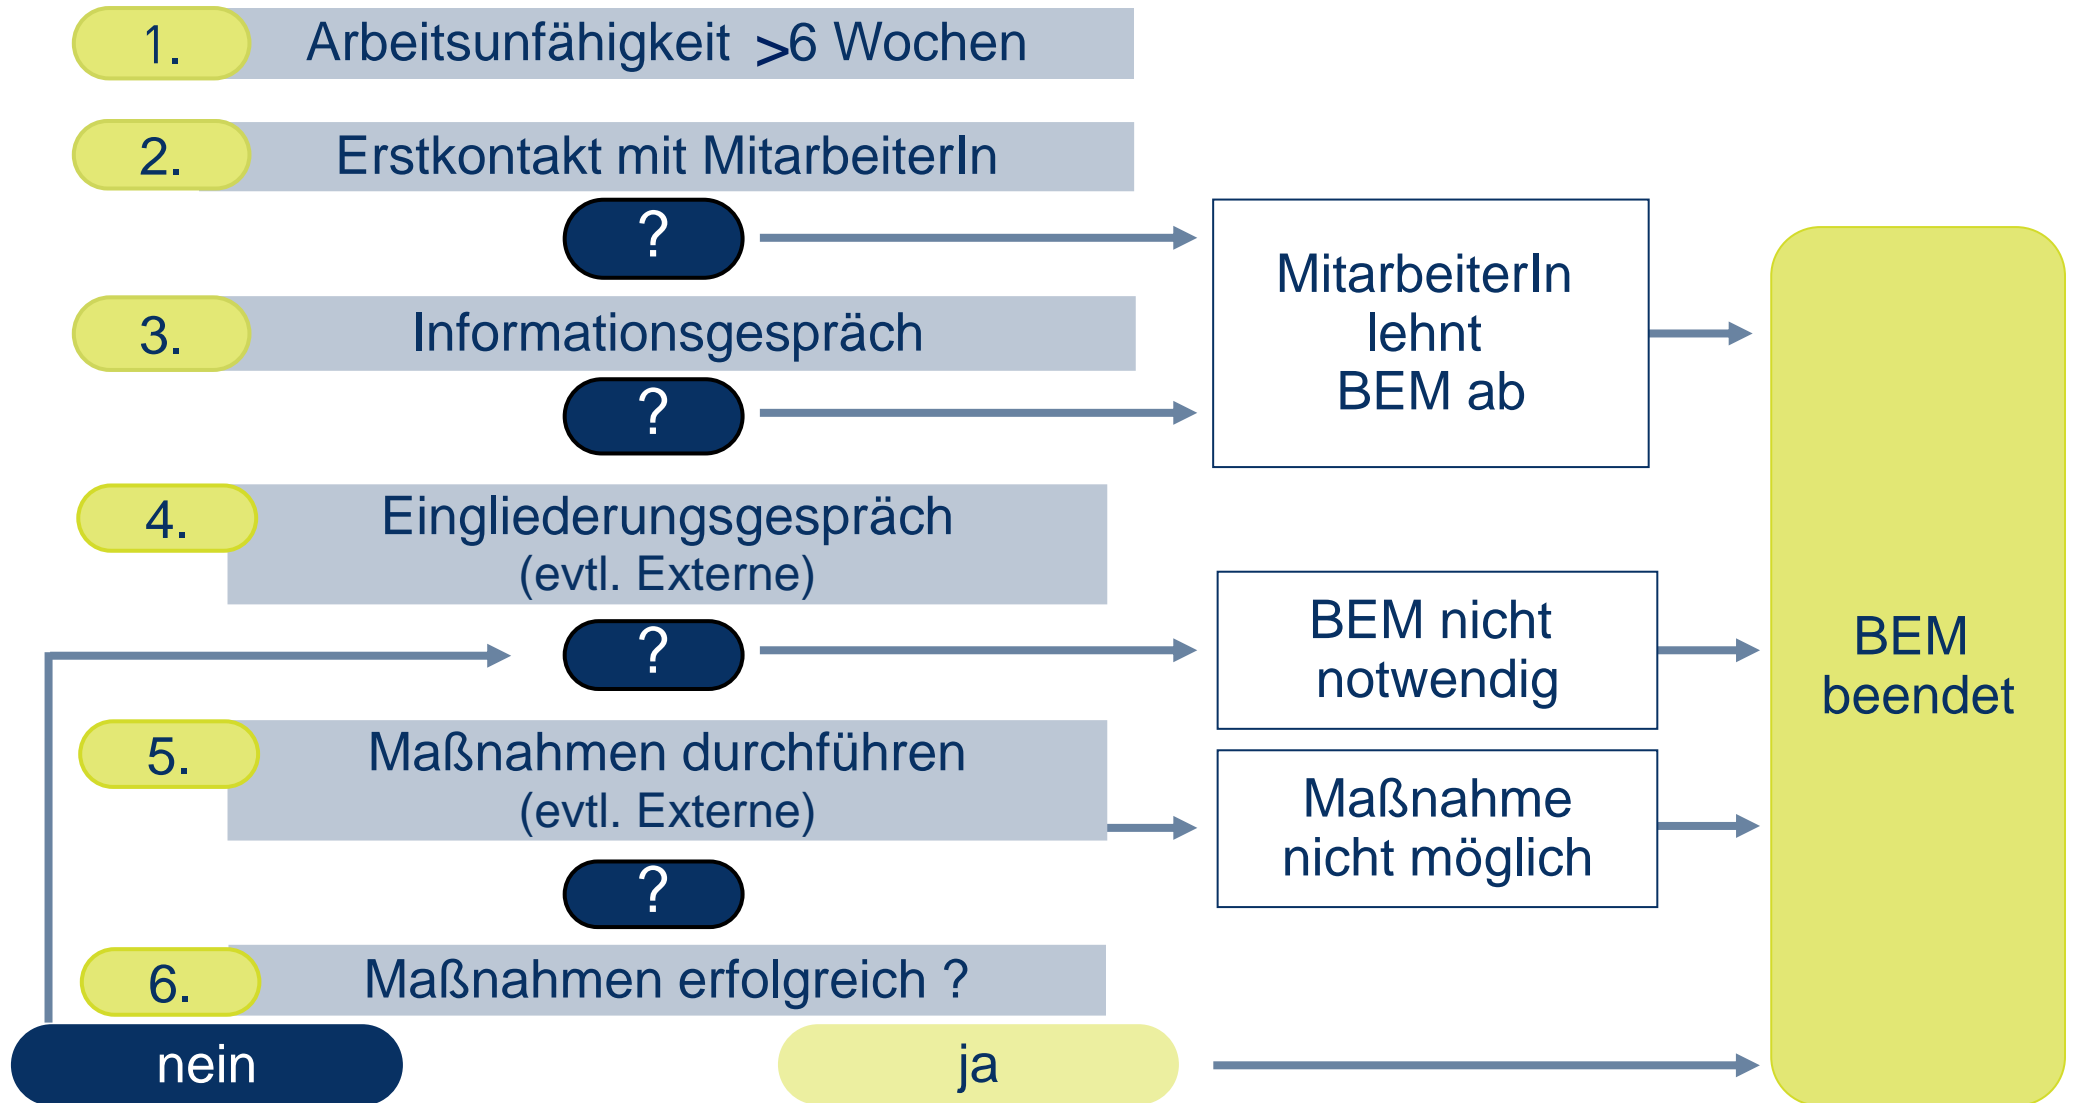 1. Arbeitsunfähigkeit >6 Wochen
2. Erstkontakt mit MitarbeiterIn
?
MitarbeiterIn
lehnt
BEM ab
3. Informationsgespräch
?
4. Eingliederungsgespräch
(evtl. Externe)
?
BEM nicht
notwendig
BEM
beendet
5. Maßnahmen durchführen
(evtl. Externe)
Maßnahme
nicht möglich
?
6. Maßnahmen erfolgreich ?
nein
ja